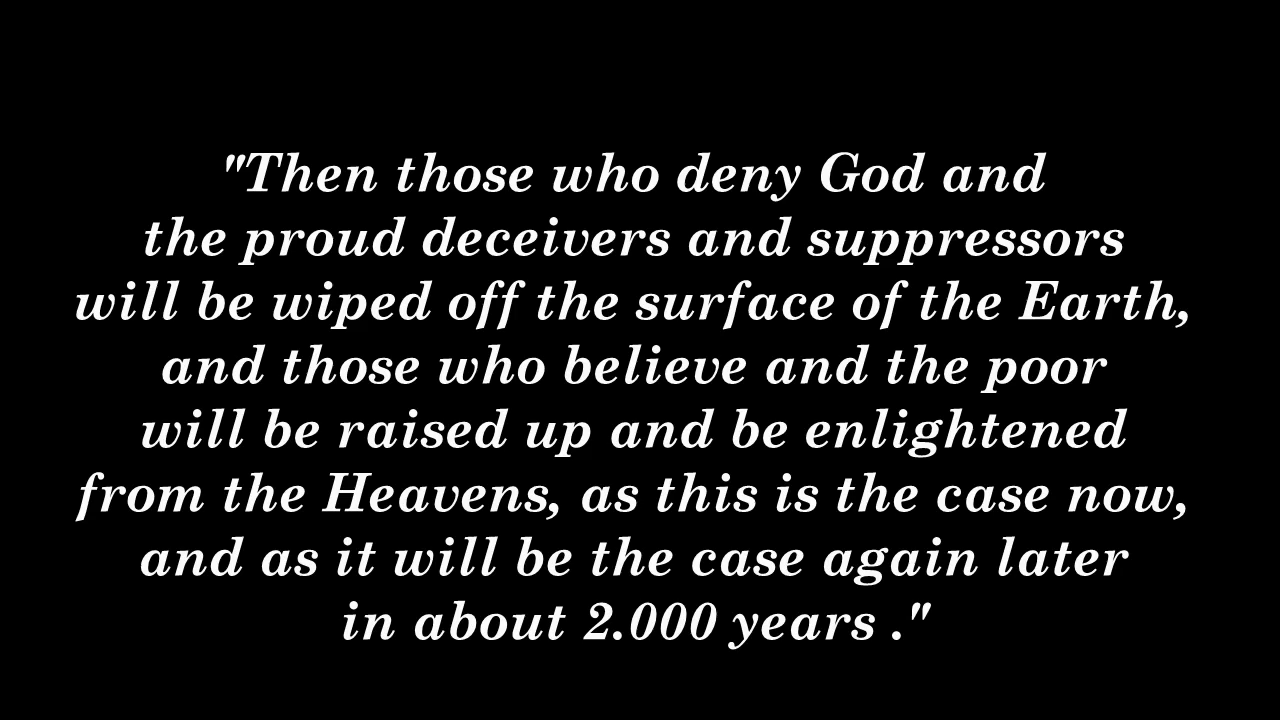 "Then those who deny God and
the proud deceivers and suppressors
will be wiped off the surface of the Earth,
and those who believe and the poor
will be raised up and be enlightened
from the Heavens, as this is the case now,
and as it will be the case again later
in about 2.000 years ."